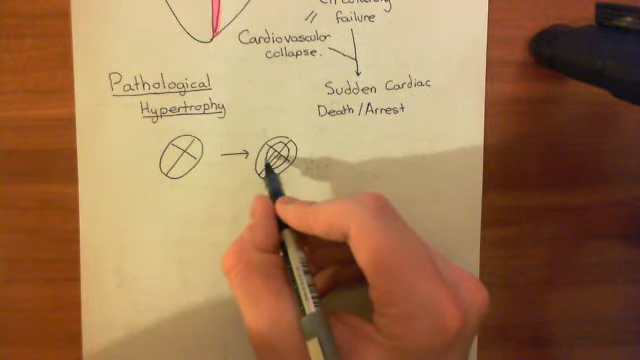 failure
//
Cardiovascular
collapse.
Sudden Cardiac
Death/Arrest
Pathological
Hypertrophy